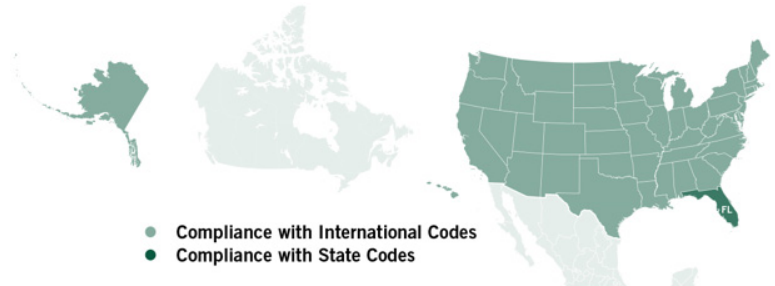 FL
Compliance with International Codes
Compliance with State Codes